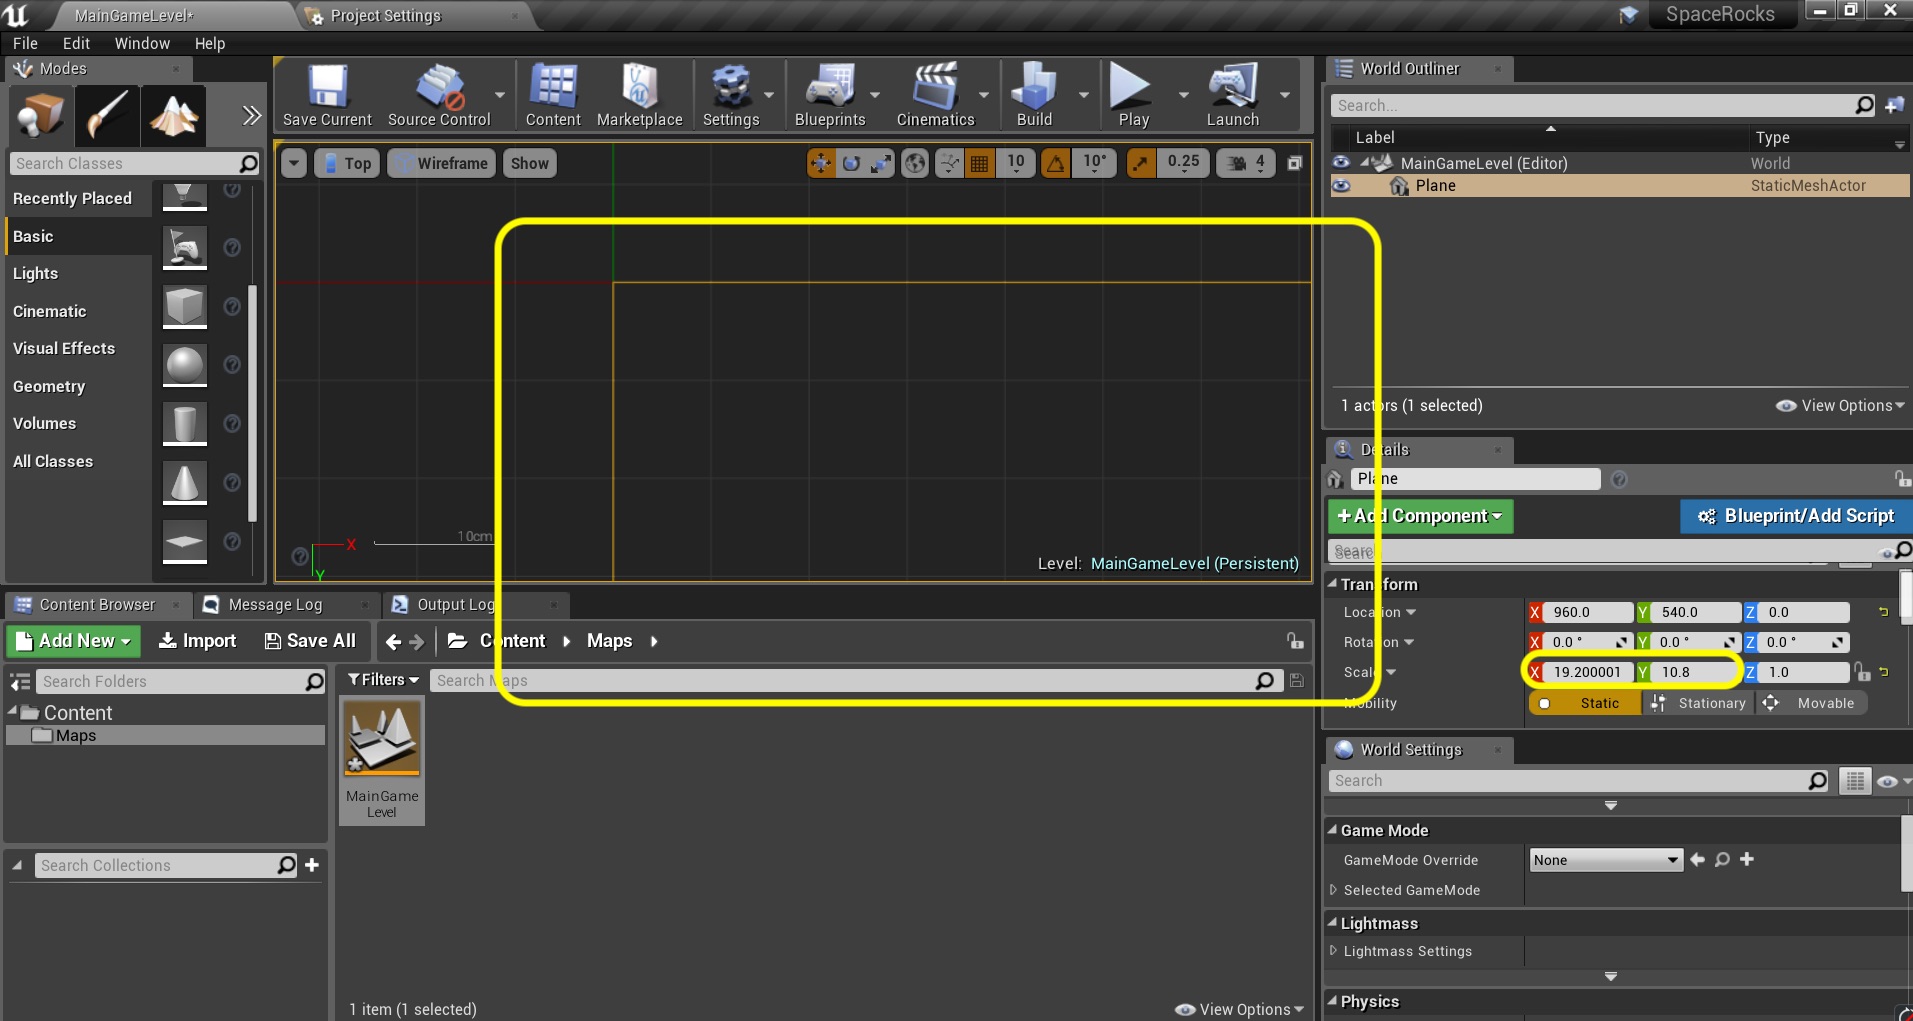 MainGameLevel*
Project Settings
SpaceRocks
File Edit Window Help
Modes
Search Classes
Recently Placed
Basic
Lights
Cinematic
Visual Effects
Geometry
Volumes
All Classes
Save Current
Source Control
Content
Marketplace
Settings
Blueprints
Cinematics
Build
Play
Launch
Top
Wireframe
Show
10
10°
0.25
4
10cm
X
Y
Level: MainGameLevel (Persistent)
World Outliner
Search...
Label Type
MainGameLevel (Editor) World
Plane StaticMeshActor
1 actors (1 selected)
View Options
Details
Plane
+Add Component
Blueprint/Add Script
Search
Search
Transform
Location X 960.0 Y 540.0 Z 0.0
Rotation X 0.0 ° Y 0.0 ° Z 0.0 °
Scale X 19.200001 Y 10.8 Z 1.0
Mobility Static Stationary Movable
World Settings
Search
Game Mode
GameMode Override None
Selected GameMode
Lightmass
Lightmass Settings
Physics
Content Browser
Message Log
Output Log
Add New
Import
Save All
Content
Maps
Search Folders
Content
Maps
Search Collections
Filters
Search Maps
MainGame
Level
1 item (1 selected)
View Options